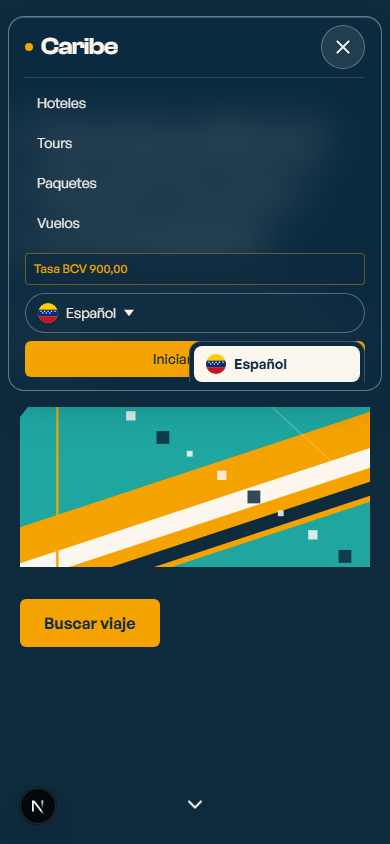 Caribe
Hoteles
Tours
Paquetes
Vuelos
Tasa BCV 900,00
Español
Iniciar
Español
Buscar viaje
N